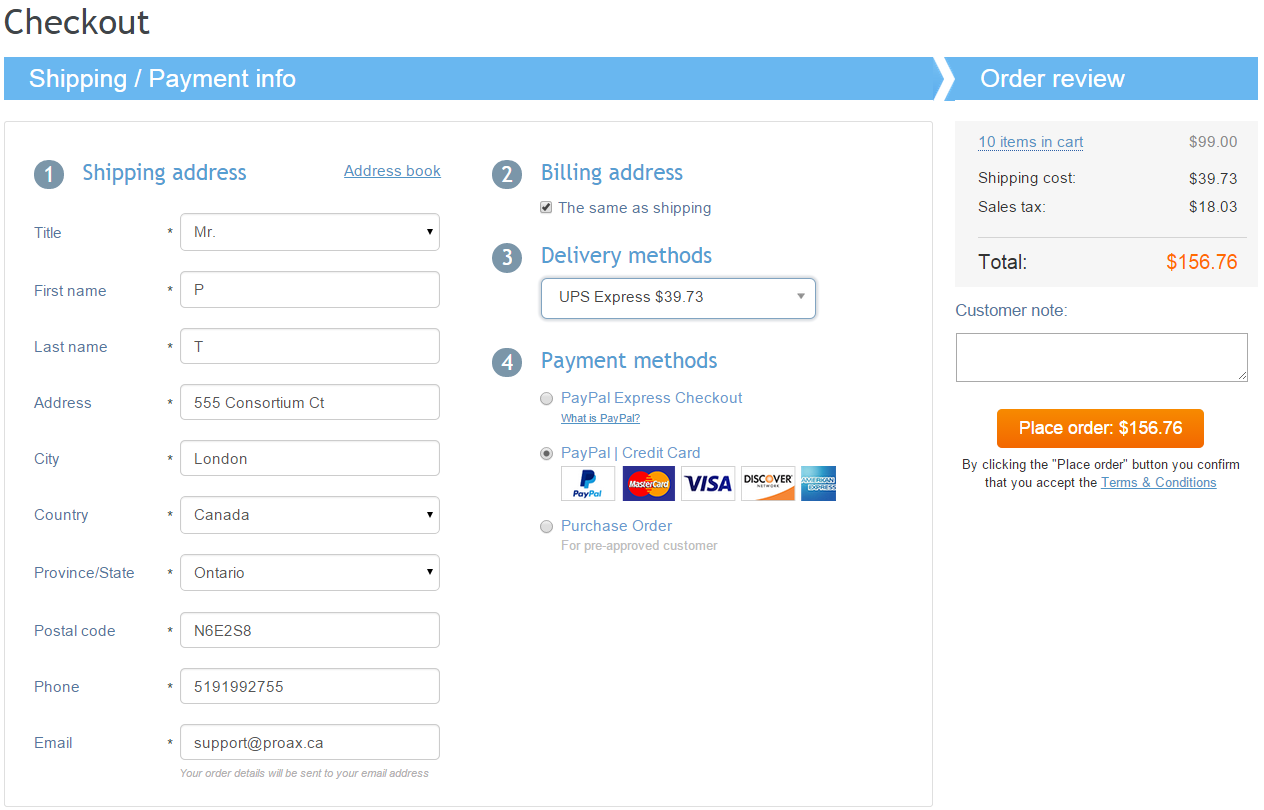 Checkout
Shipping / Payment info
Order review
1 Shipping address
Address book
Title * Mr.
First name * P
Last name * T
Address * 555 Consortium Ct
City * London
Country * Canada
Province/State * Ontario
Postal code * N6E2S8
Phone * 5191992755
Email * support@proax.ca
Your order details will be sent to your email address
2 Billing address
The same as shipping
3 Delivery methods
UPS Express $39.73
4 Payment methods
PayPal Express Checkout
What is PayPal?
PayPal | Credit Card
PayPal MasterCard VISA DISCOVER NETWORK AMERICAN EXPRESS
Purchase Order
For pre-approved customer
10 items in cart $99.00
Shipping cost: $39.73
Sales tax: $18.03
Total: $156.76
Customer note:
Place order: $156.76
By clicking the "Place order" button you confirm
that you accept the Terms & Conditions